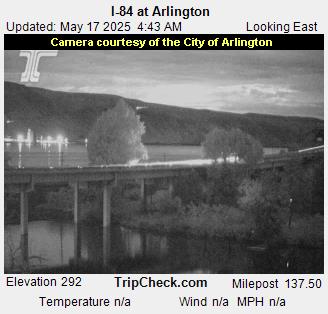 I-84 at Arlington
Updated: May 17 2025 4:43 AM Looking East
Camera courtesy of the City of Arlington
Elevation 292 TripCheck.com Milepost 137.50
Temperature n/a Wind n/a MPH n/a